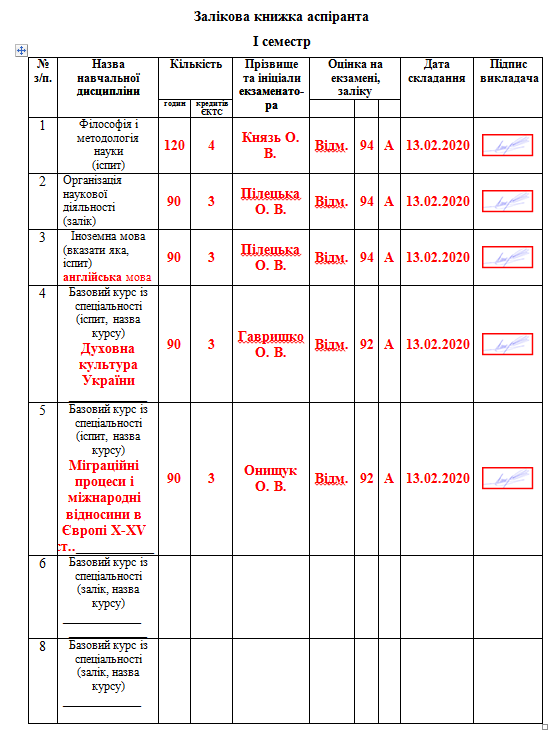 Залікова книжка аспіранта
І семестр
№
з/п.
Назва
навчальної
дисципліни
Кількість
годин
кредитів
ЄКТС
Прізвище
та ініціали
екзаменато-
ра
Оцінка на
екзамені,
заліку
Дата
складання
Підпис
викладача
1
Філософія і
методологія
науки
(іспит)
120
4
Князь О.
В.
Відм.
94
А
13.02.2020
2
Організація
наукової
діяльності
(залік)
90
3
Пілецька
О. В.
Відм.
94
А
13.02.2020
3
Іноземна мова
(вказати яка,
іспит)
англійська мова
90
3
Пілецька
О. В.
Відм.
94
А
13.02.2020
4
Базовий курс із
спеціальності
(іспит, назва
курсу)
Духовна
культура
України
90
3
Гавришко
О. В.
Відм.
92
А
13.02.2020
5
Базовий курс із
спеціальності
(іспит, назва
курсу)
Міграційні
процеси і
міжнародні
відносини в
Європі X-XV
ст..___________
90
3
Онищук
О. В.
Відм.
92
А
13.02.2020
6
Базовий курс із
спеціальності
(залік, назва
курсу)
8
Базовий курс із
спеціальності
(залік, назва
курсу)